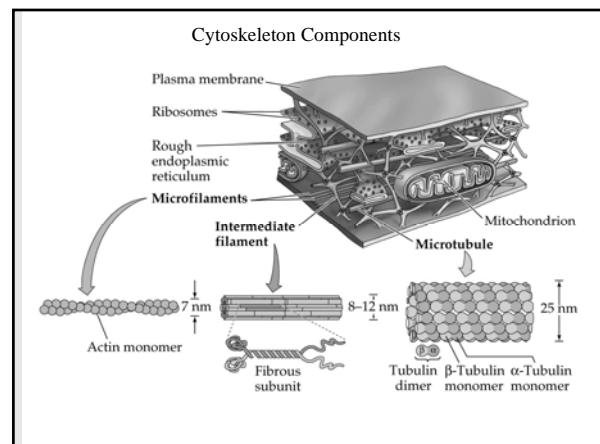 Cytoskeleton Components
Plasma membrane
Ribosomes
Rough
endoplasmic
reticulum
Microfilaments
Intermediate
filament
Mitochondrion
Microtubule
7 nm
Actin monomer
8–12 nm
Fibrous
subunit
25 nm
β α
Tubulin
dimer
β-Tubulin
monomer
α-Tubulin
monomer